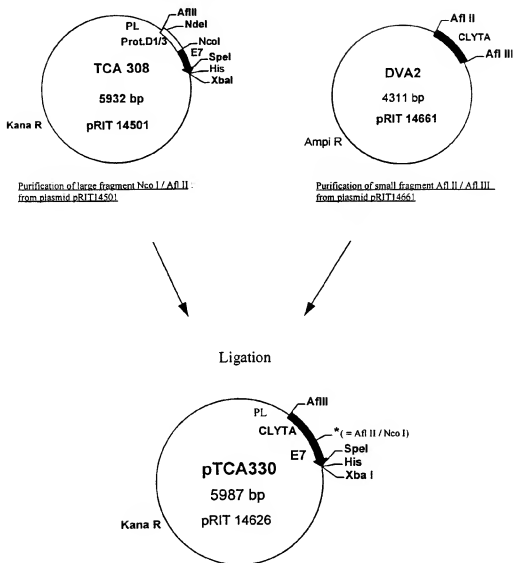 AflII
PL
NdeI
Prot.D1/3
NcoI
E7
SpeI
His
XbaI
TCA 308
5932 bp
pRIT 14501
Kana R
Afl II
CLYTA
Afl III
DVA2
4311 bp
pRIT 14661
Ampi R
Purification of large fragment Nco I / Afl II :
from plasmid pRIT14501
Purification of small fragment Afl II / Afl III
from plasmid pRIT14661
Ligation
AflII
PL
CLYTA
*( = Afl II / Nco I)
E7
SpeI
His
Xba I
pTCA330
5987 bp
pRIT 14626
Kana R